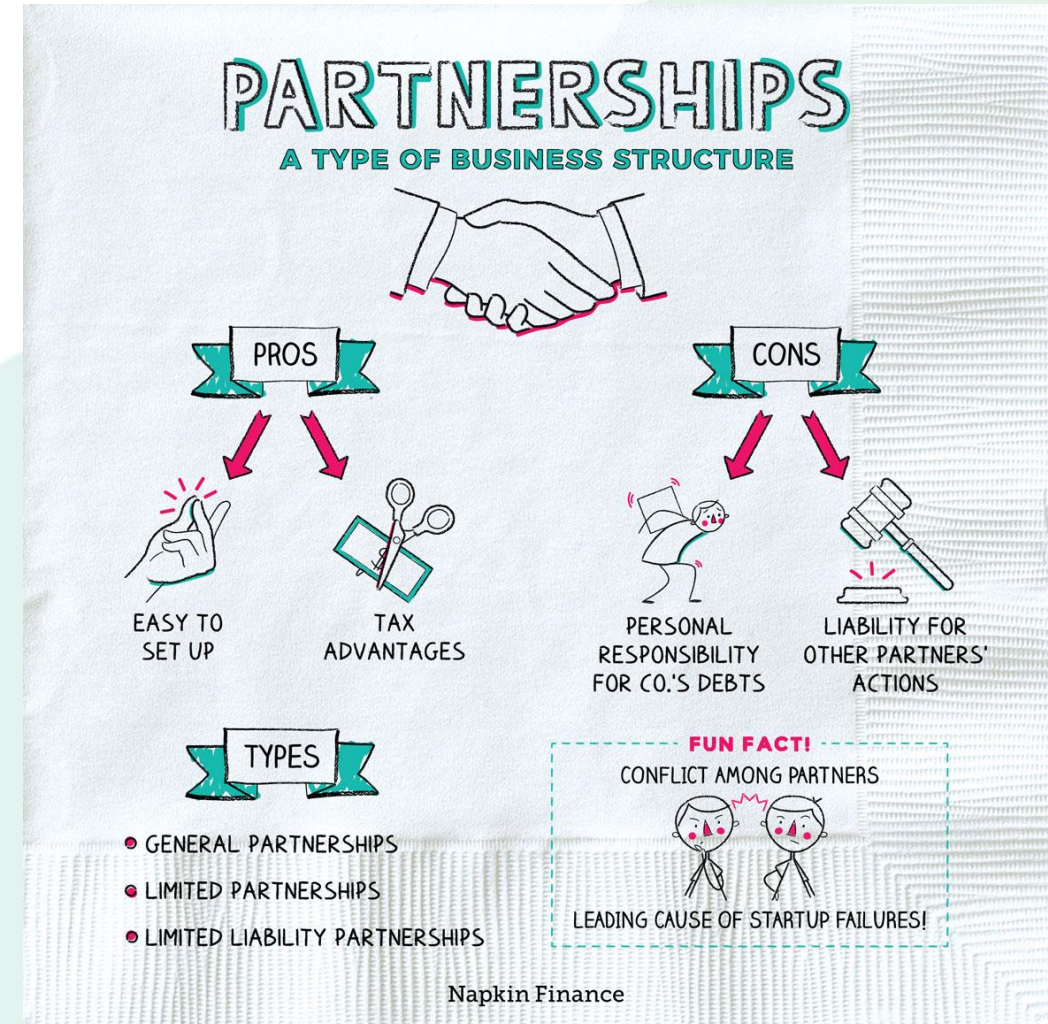 PARTNERSHIPS
A TYPE OF BUSINESS STRUCTURE
PROS
EASY TO
SET UP
TAX
ADVANTAGES
CONS
PERSONAL
RESPONSIBILITY
FOR CO.'S DEBTS
LIABILITY FOR
OTHER PARTNERS'
ACTIONS
TYPES
GENERAL PARTNERSHIPS
LIMITED PARTNERSHIPS
LIMITED LIABILITY PARTNERSHIPS
FUN FACT!
CONFLICT AMONG PARTNERS
LEADING CAUSE OF STARTUP FAILURES!
Napkin Finance